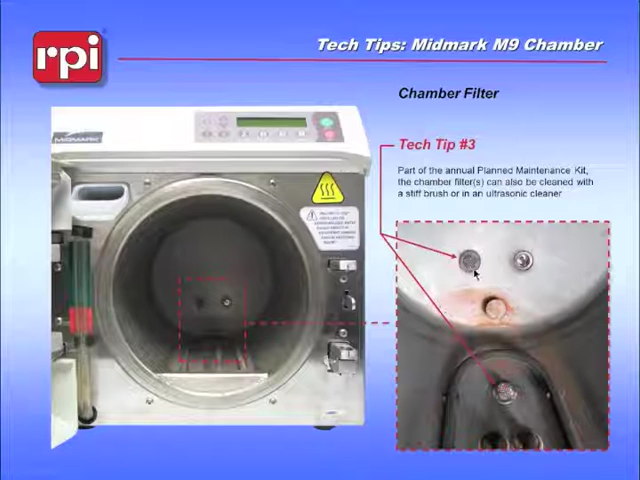 rpi
Tech Tips: Midmark M9 Chamber
Chamber Filter
MIDMARK
Tech Tip #3
Part of the annual Planned Maintenance Kit,
the chamber filter(s) can also be cleaned with
a stiff brush or in an ultrasonic cleaner